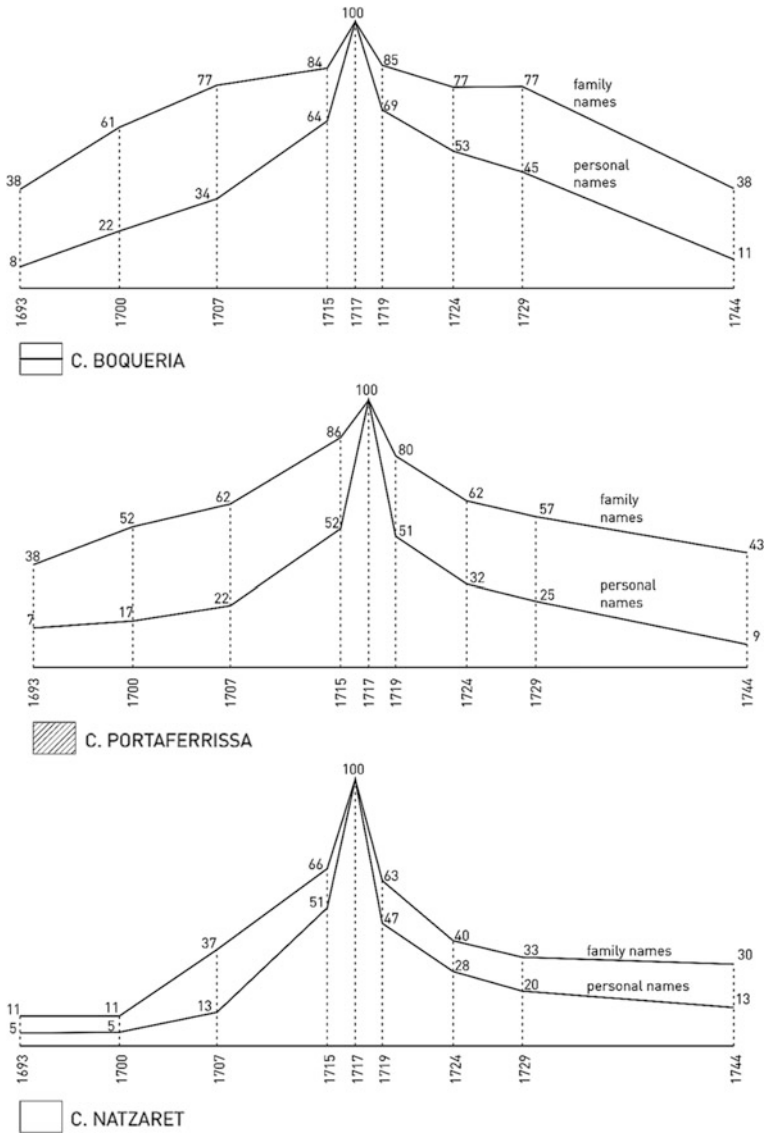 100
84 85
77 77 77
family
names
64 69
61
53
personal
names
45
38 38
34
22
8 11
1693 1700 1707 1715 1717 1719 1724 1729 1744
C. BOQUERIA
100
86
80
62 62
family
names
57
52 52 51
43
38
32
personal
names
25
22
17
7 9
1693 1700 1707 1715 1717 1719 1724 1729 1744
C. PORTAFERRISSA
100
66
63
51
47
37 40
33 family names 30
28
20 personal names
13 13
11 11
5 5
1693 1700 1707 1715 1717 1719 1724 1729 1744
C. NATZARET